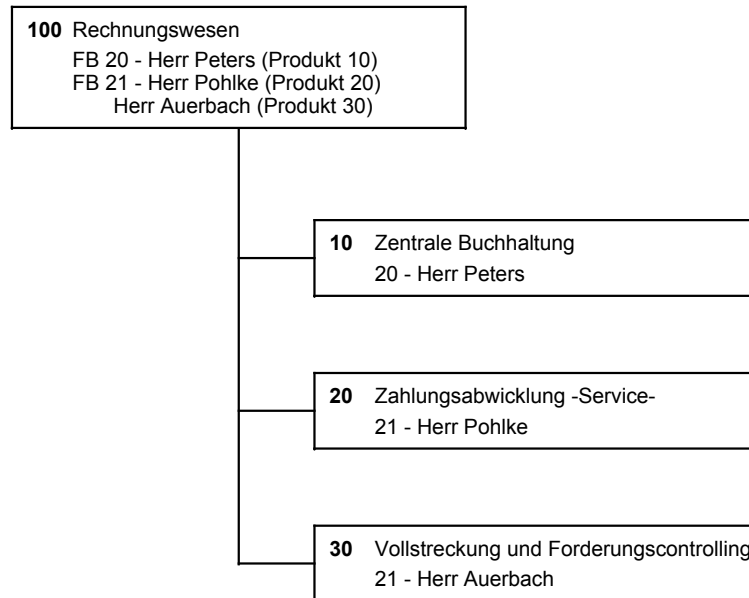 100 Rechnungswesen
FB 20 - Herr Peters (Produkt 10)
FB 21 - Herr Pohlke (Produkt 20)
Herr Auerbach (Produkt 30)
10 Zentrale Buchhaltung
20 - Herr Peters
20 Zahlungsabwicklung -Service-
21 - Herr Pohlke
30 Vollstreckung und Forderungscontrolling
21 - Herr Auerbach